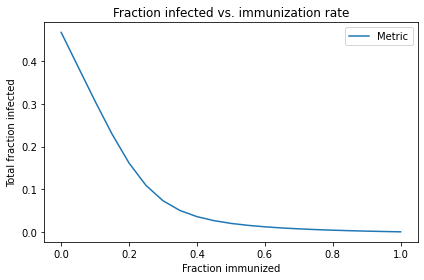 Fraction infected vs. immunization rate
Metric
Total fraction infected
0.4
0.3
0.2
0.1
0.0
0.0 0.2 0.4 0.6 0.8 1.0
Fraction immunized